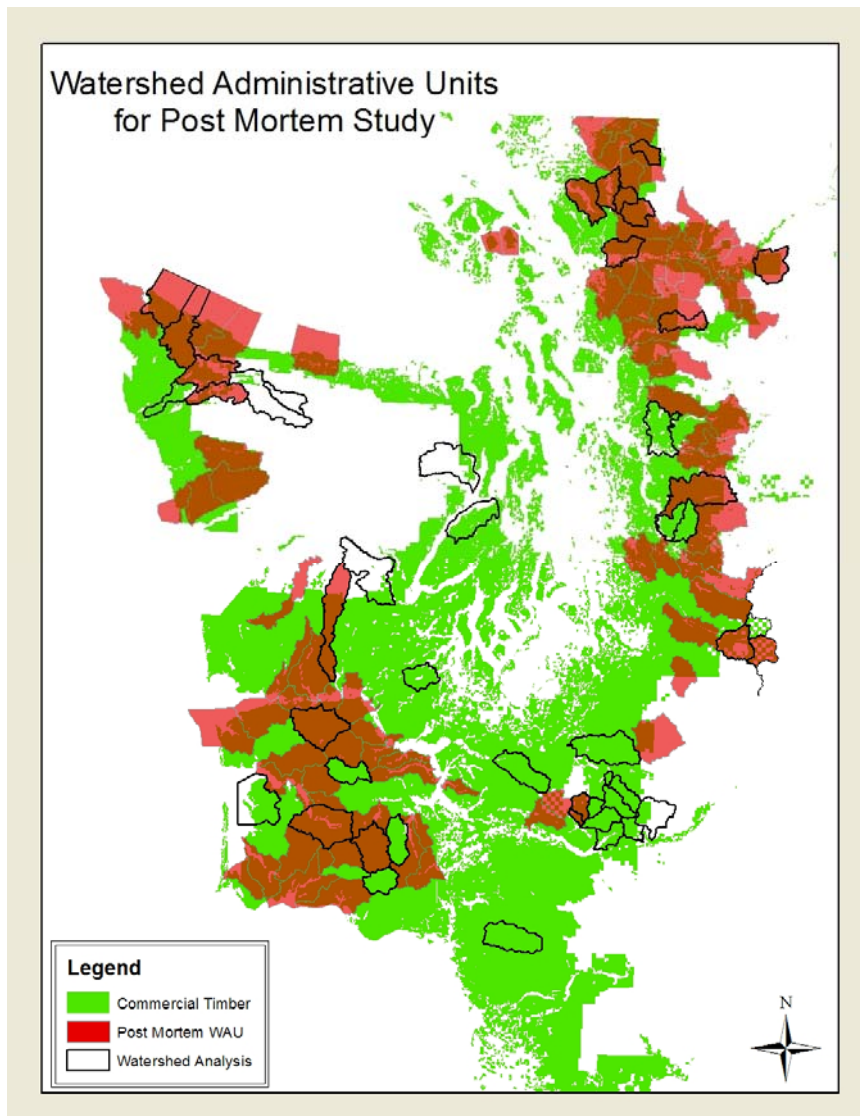 Watershed Administrative Units
for Post Mortem Study
N
Legend
Commercial Timber
Post Mortem WAU
Watershed Analysis